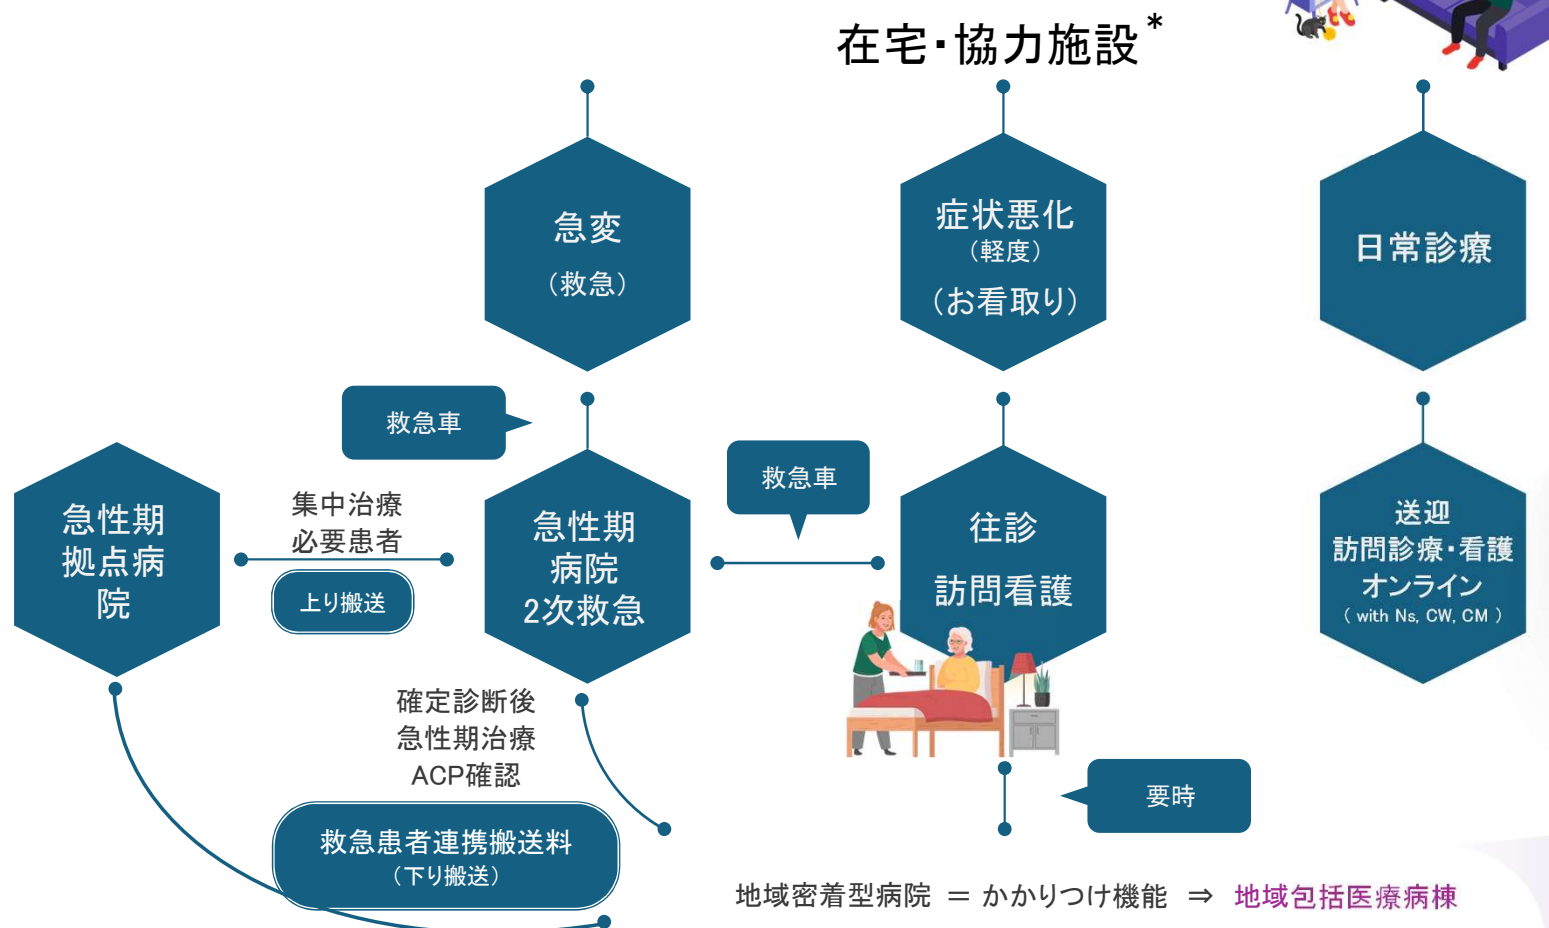 在宅・協力施設*
急変
（救急）
症状悪化
（軽度）
（お看取り）
日常診療
救急車
救急車
急性期
拠点病
院
集中治療
必要患者
上り搬送
急性期
病院
2次救急
往診
訪問看護
送迎
訪問診療・看護
オンライン
（ with Ns, CW, CM ）
確定診断後
急性期治療
ACP確認
救急患者連携搬送料
（下り搬送）
要時
地域密着型病院 ＝ かかりつけ機能 ⇒ 地域包括医療病棟